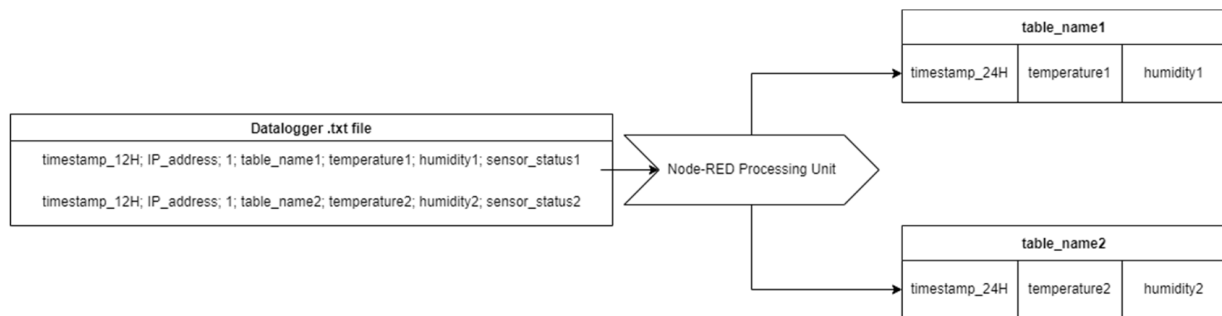 Datalogger .txt file
timestamp_12H; IP_address; 1; table_name1; temperature1; humidity1; sensor_status1
timestamp_12H; IP_address; 1; table_name2; temperature2; humidity2; sensor_status2
Node-RED Processing Unit
table_name1
timestamp_24H temperature1 humidity1
table_name2
timestamp_24H temperature2 humidity2